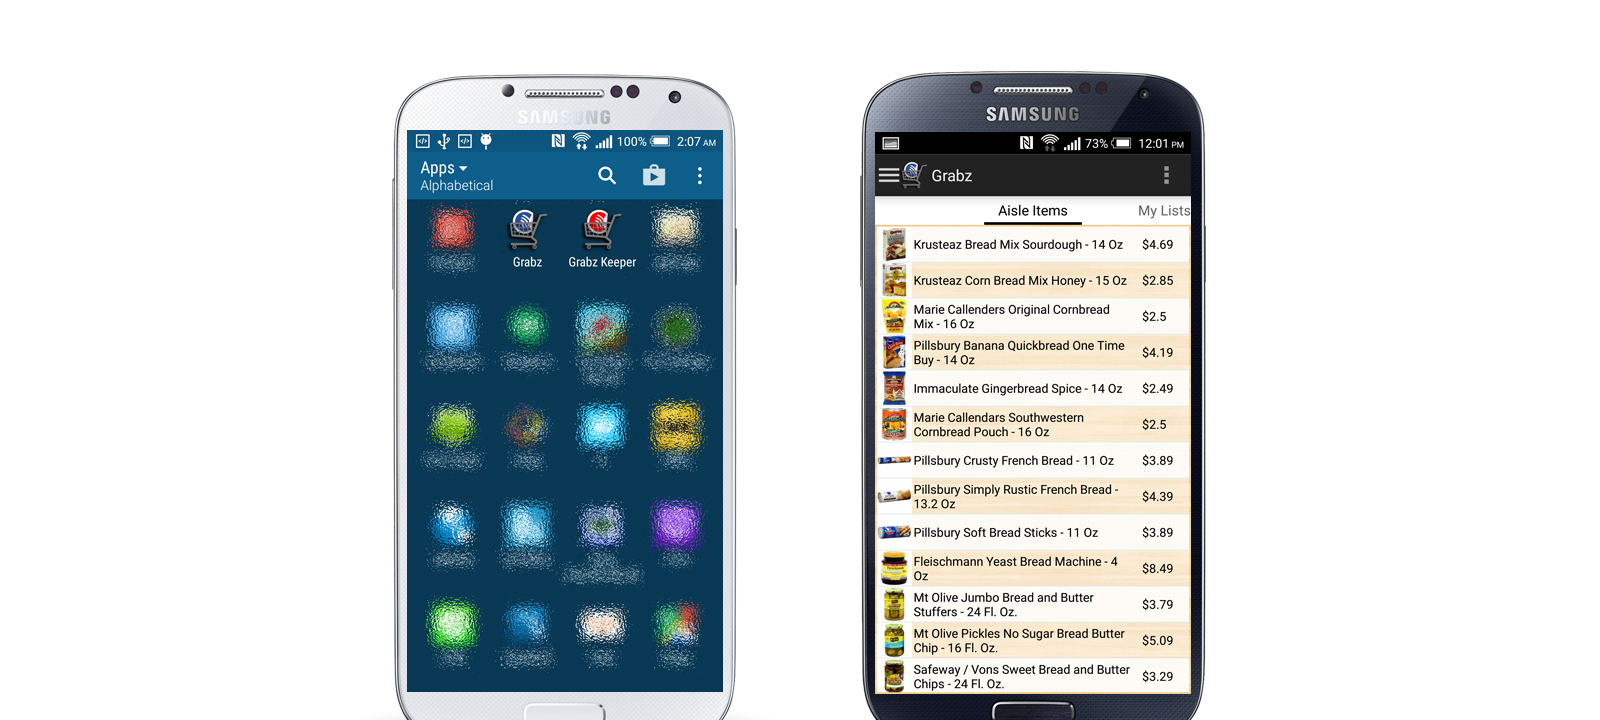 SAMSUNG
100% 2:07 AM
Apps
Alphabetical
Grabz
Grabz Keeper
SAMSUNG
73% 12:01 PM
Grabz
Aisle Items
My Lists
Krusteaz Bread Mix Sourdough - 14 Oz $4.69
Krusteaz Corn Bread Mix Honey - 15 Oz $2.85
Marie Callenders Original Cornbread
Mix - 16 Oz
$2.5
Pillsbury Banana Quickbread One Time
Buy - 14 Oz
$4.19
Immaculate Gingerbread Spice - 14 Oz $2.49
Marie Callendars Southwestern
Cornbread Pouch - 16 Oz
$2.5
Pillsbury Crusty French Bread - 11 Oz $3.89
Pillsbury Simply Rustic French Bread -
13.2 Oz
$4.39
Pillsbury Soft Bread Sticks - 11 Oz $3.89
Fleischmann Yeast Bread Machine - 4
Oz
$8.49
Mt Olive Jumbo Bread and Butter
Stuffers - 24 Fl. Oz.
$3.79
Mt Olive Pickles No Sugar Bread Butter
Chip - 16 Fl. Oz.
$5.09
Safeway / Vons Sweet Bread and Butter
Chips - 24 Fl. Oz.
$3.29